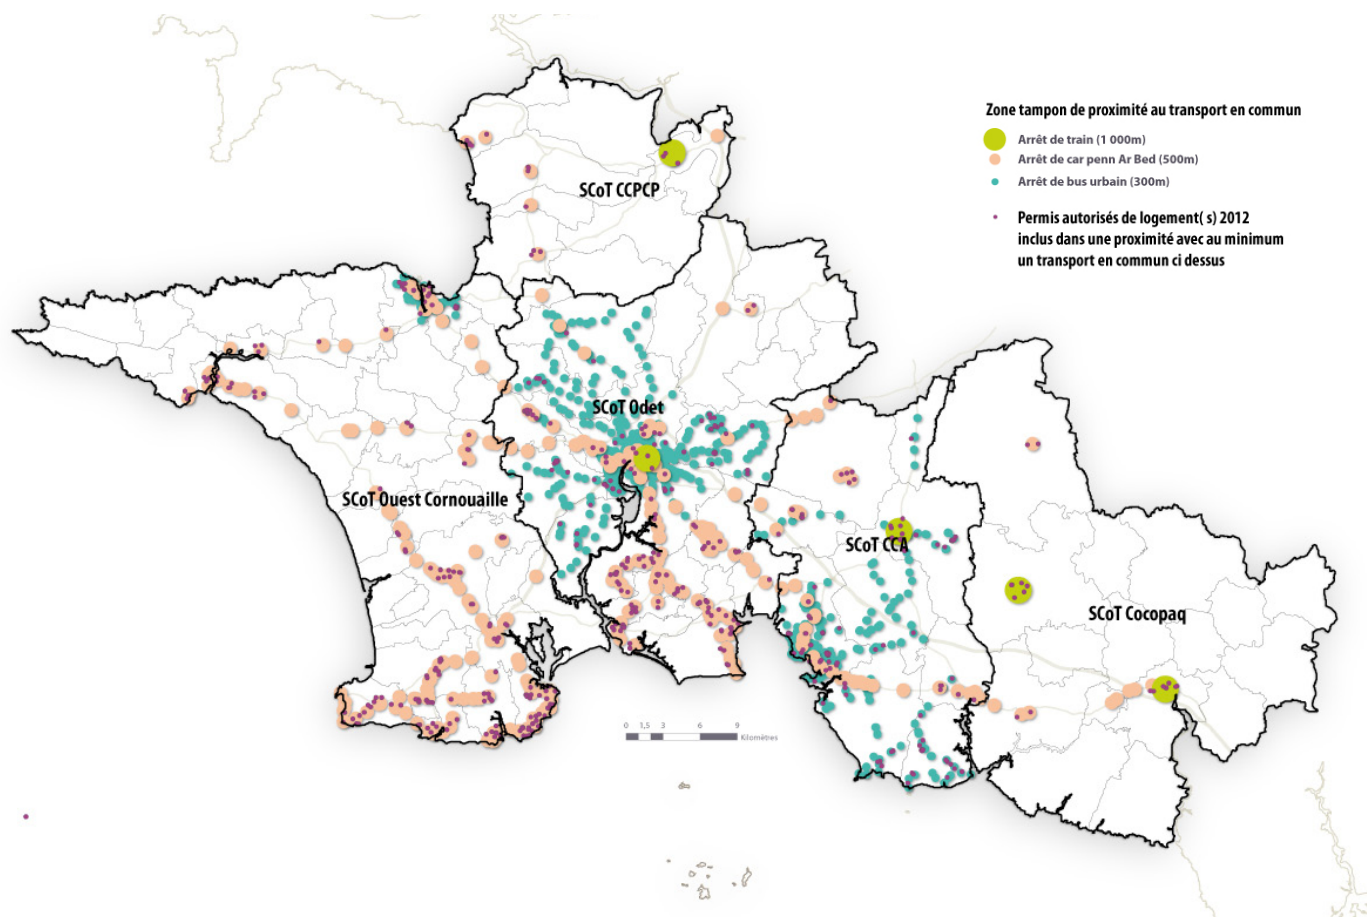 Zone tampon de proximité au transport en commun
Arrêt de train (1 000m)
Arrêt de car penn Ar Bed (500m)
Arrêt de bus urbain (300m)
Permis autorisés de logement( s) 2012
inclus dans une proximité avec au minimum
un transport en commun ci dessus
SCoT CCPCP
SCoT Odet
SCoT Ouest Cornouaille
SCoT CCA
SCoT Cocopaq
0 1,5 3 6 9
Kilomètres